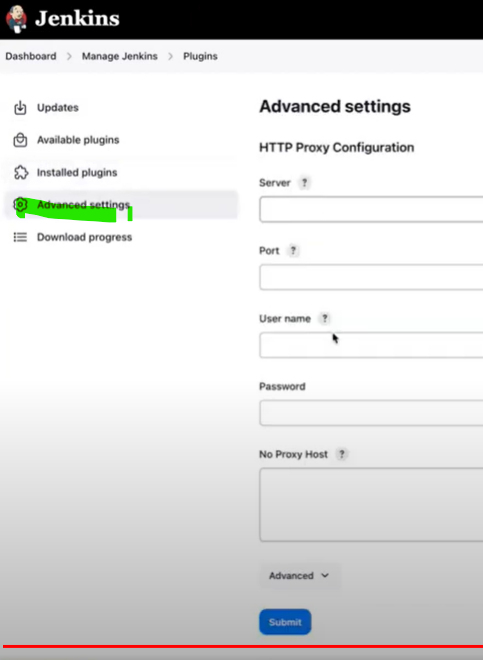 Jenkins
Dashboard > Manage Jenkins > Plugins
Updates
Available plugins
Installed plugins
Advanced settings
Download progress
Advanced settings
HTTP Proxy Configuration
Server ?
Port ?
User name ?
Password
No Proxy Host ?
Advanced
Submit